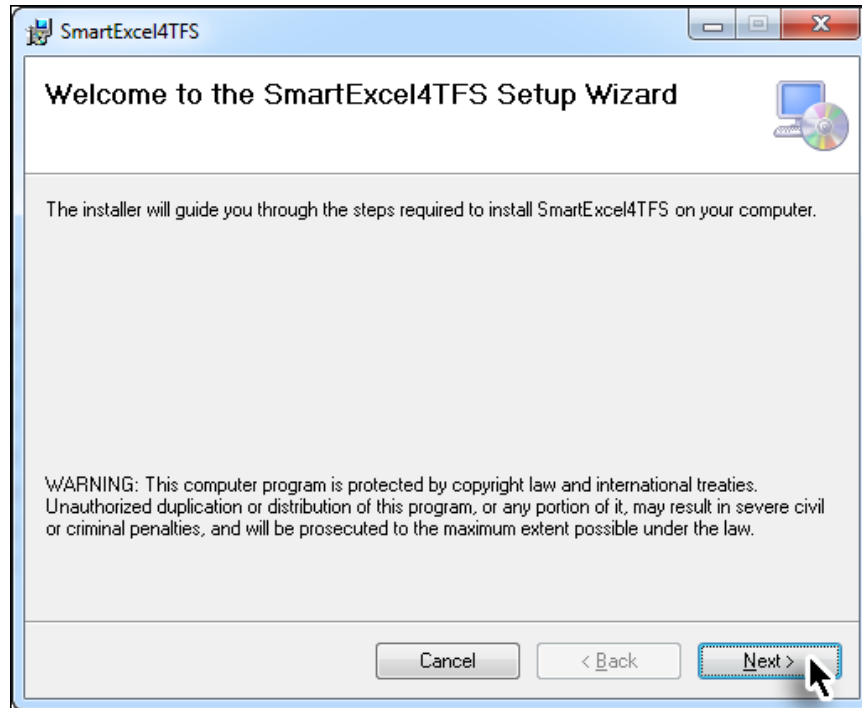 SmartExcel4TFS
Welcome to the SmartExcel4TFS Setup Wizard
The installer will guide you through the steps required to install SmartExcel4TFS on your computer.
WARNING: This computer program is protected by copyright law and international treaties.
Unauthorized duplication or distribution of this program, or any portion of it, may result in severe civil
or criminal penalties, and will be prosecuted to the maximum extent possible under the law.
Cancel < Back Next >